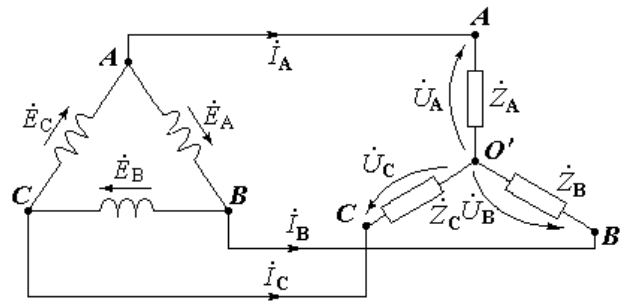 A
A
İ_A
Ė_C
Ė_A
U̇_A
Ż_A
O'
C
Ė_B
B
U̇_C
Ż_B
C
Ż_C
U̇_B
İ_B
B
İ_C